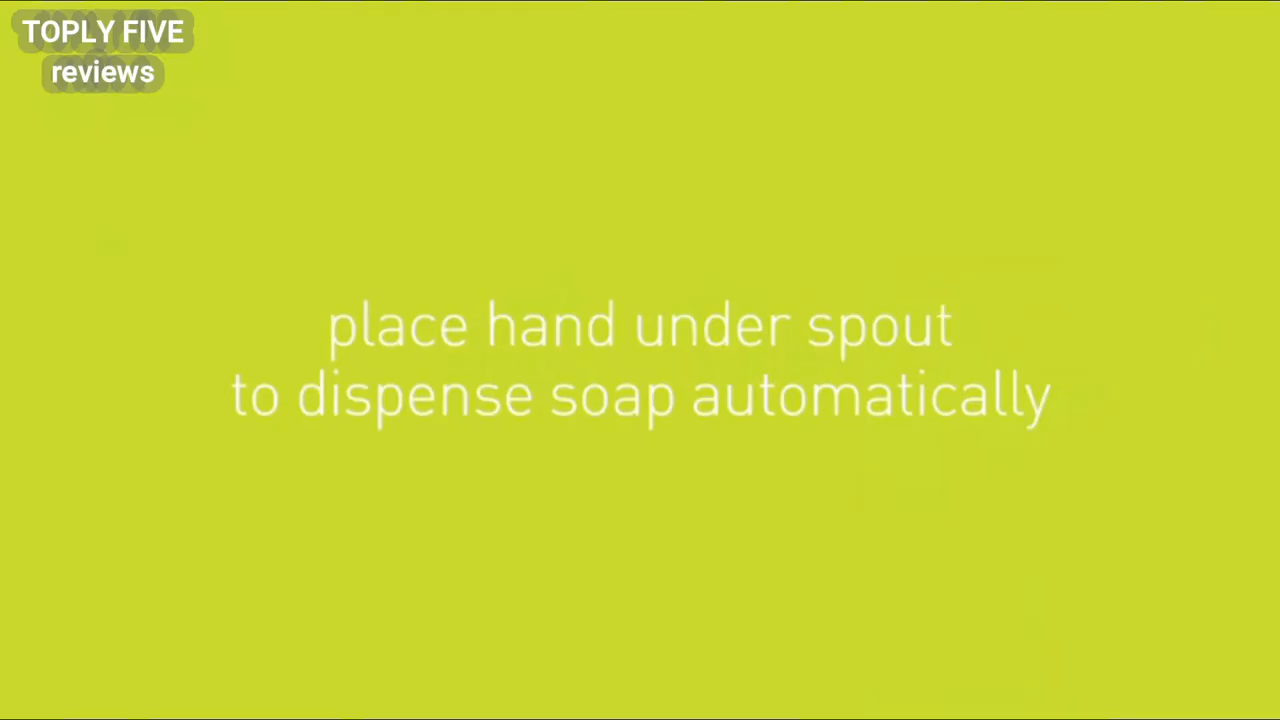 TOPLY FIVE
reviews
place hand under spout
to dispense soap automatically